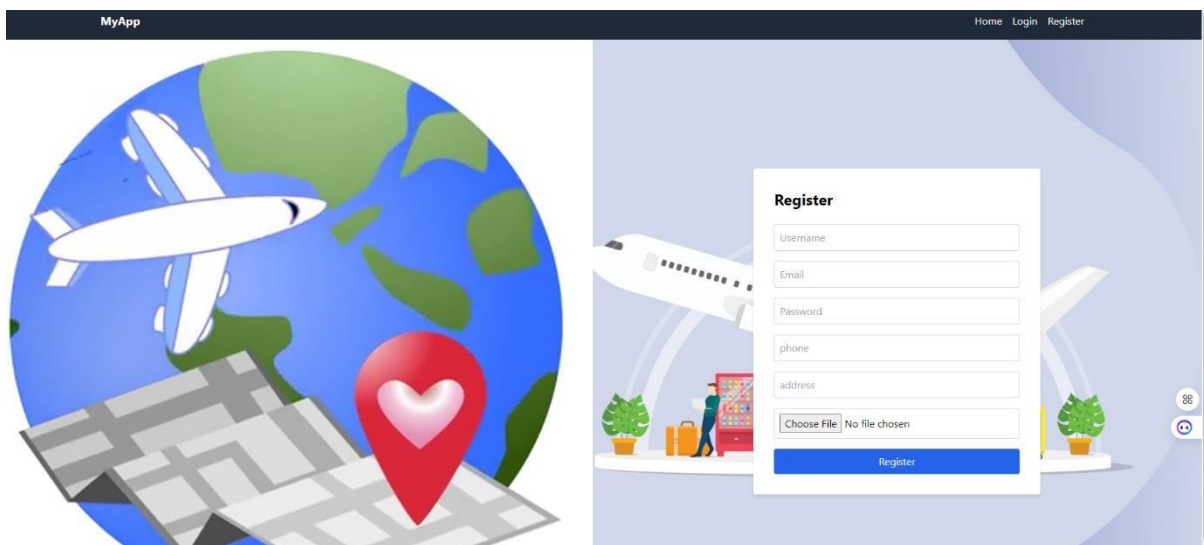 MyApp
Home Login Register
Register
Username
Email
Password
phone
address
Choose File No file chosen
Register